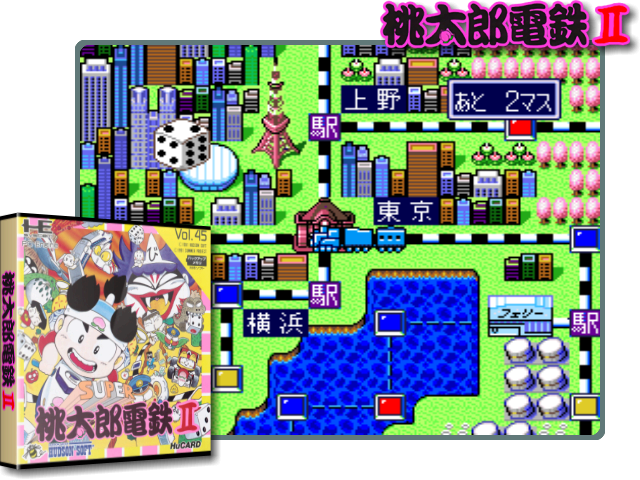 桃太郎電鉄II
上野
あと 2マス
駅
東京
駅
横浜
フェリー
駅
Vol.45
桃太郎電鉄II
SUPER
桃太郎電鉄II
HUDSON SOFT
HuCARD